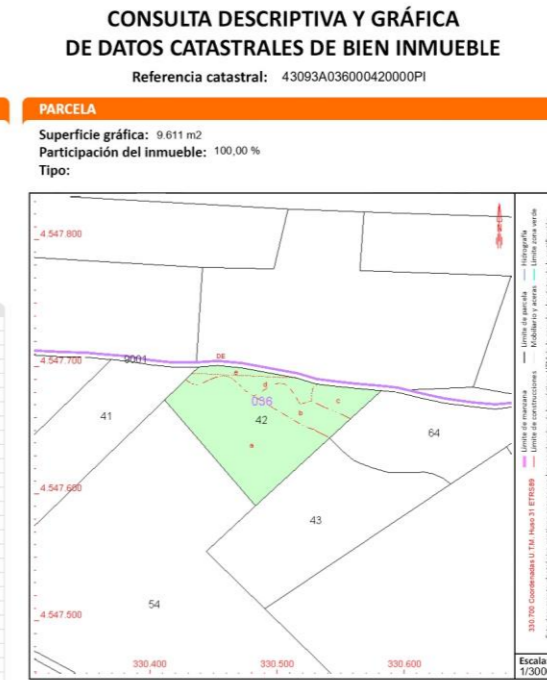 CONSULTA DESCRIPTIVA Y GRÁFICA
DE DATOS CATASTRALES DE BIEN INMUEBLE
Referencia catastral: 43093A036000420000PI
PARCELA
Superficie gráfica: 9.611 m2
Participación del inmueble: 100,00 %
Tipo:
4.547.800
4.547.700
9001
DE
e
d
036
c
41
42
b
64
a
4.547.600
43
54
4.547.500
330.400
330.500
330.600
330.700 Coordenadas U.T.M. Huso 31 ETRS89
Límite de manzana
Límite de parcela
Límite de construcciones
Mobiliario y aceras
Hidrografía
Límite zona verde
Escala
1/300